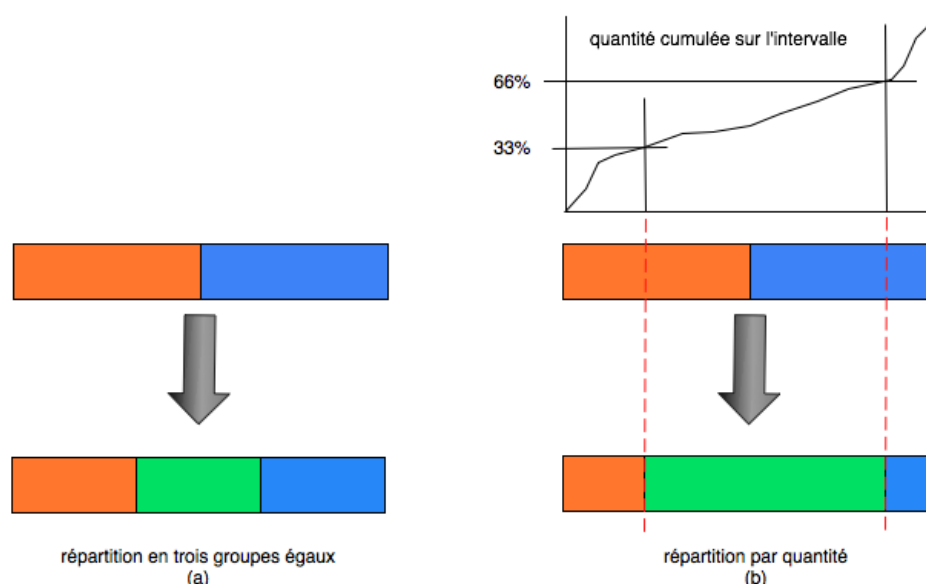 quantité cumulée sur l'intervalle
66%
33%
répartition en trois groupes égaux
(a)
répartition par quantité
(b)